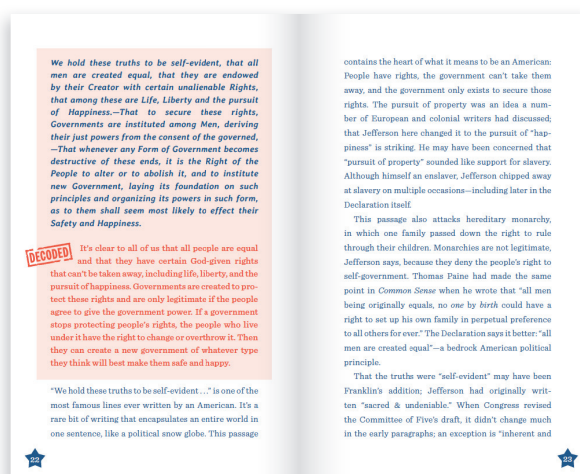 We hold these truths to be self-evident, that all
men are created equal, that they are endowed
by their Creator with certain unalienable Rights,
that among these are Life, Liberty and the pursuit
of Happiness.—That to secure these rights,
Governments are instituted among Men, deriving
their just powers from the consent of the governed,
—That whenever any Form of Government becomes
destructive of these ends, it is the Right of the
People to alter or to abolish it, and to institute
new Government, laying its foundation on such
principles and organizing its powers in such form,
as to them shall seem most likely to effect their
Safety and Happiness.
DECODED
It's clear to all of us that all people are equal
and that they have certain God-given rights
that can't be taken away, including life, liberty, and the
pursuit of happiness. Governments are created to pro-
tect these rights and are only legitimate if the people
agree to give the government power. If a government
stops protecting people's rights, the people who live
under it have the right to change or overthrow it. Then
they can create a new government of whatever type
they think will best make them safe and happy.
“We hold these truths to be self-evident . . .” is one of the
most famous lines ever written by an American. It's a
rare bit of writing that encapsulates an entire world in
one sentence, like a political snow globe. This passage
22
contains the heart of what it means to be an American:
People have rights, the government can't take them
away, and the government only exists to secure those
rights. The pursuit of property was an idea a num-
ber of European and colonial writers had discussed;
that Jefferson here changed it to the pursuit of “hap-
piness” is striking. He may have been concerned that
“pursuit of property” sounded like support for slavery.
Although himself an enslaver, Jefferson chipped away
at slavery on multiple occasions—including later in the
Declaration itself.
This passage also attacks hereditary monarchy,
in which one family passed down the right to rule
through their children. Monarchies are not legitimate,
Jefferson says, because they deny the people's right to
self-government. Thomas Paine had made the same
point in Common Sense when he wrote that “all men
being originally equals, no one by birth could have a
right to set up his own family in perpetual preference
to all others for ever.” The Declaration says it better: “all
men are created equal”—a bedrock American political
principle.
That the truths were “self-evident” may have been
Franklin's addition; Jefferson had originally writ-
ten “sacred & undeniable.” When Congress revised
the Committee of Five's draft, it didn't change much
in the early paragraphs; an exception is “inherent and
23